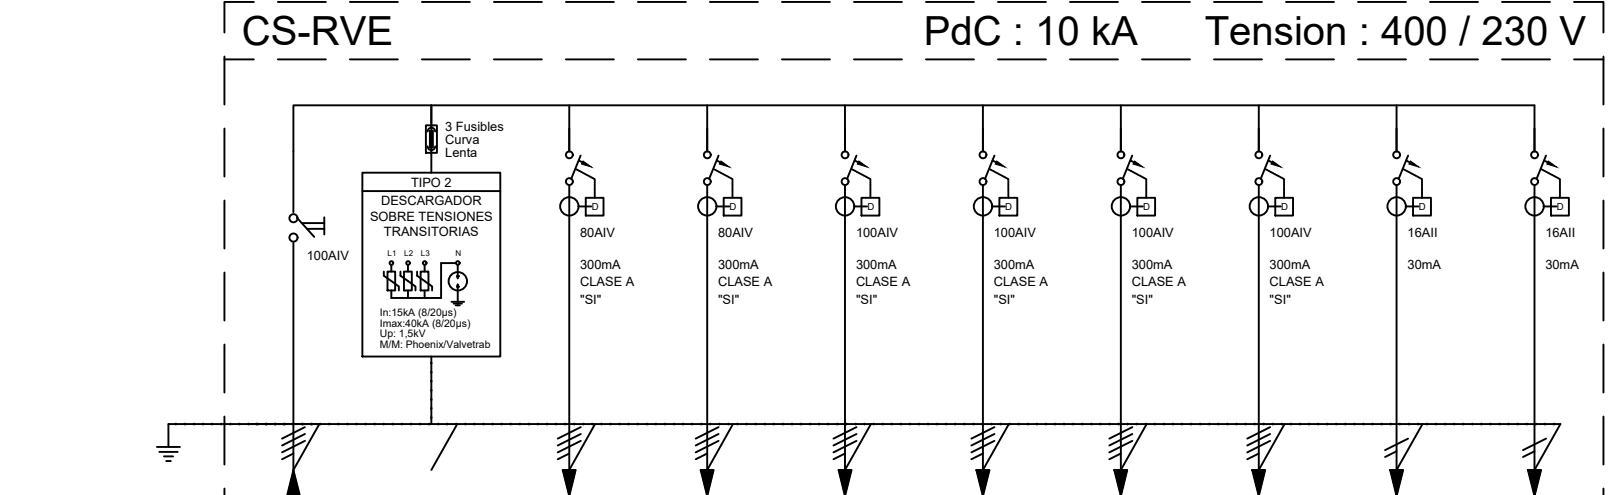 CS-RVE
PdC : 10 kA
Tension : 400 / 230 V
3 Fusibles
Curva
Lenta
TIPO 2
DESCARGADOR
SOBRE TENSIONES
TRANSITORIAS
L1 L2 L3 N
In:15kA (8/20µs)
Imax:40kA (8/20µs)
Up: 1,5kV
M/M: Phoenix/Valvetrab
100AIV
D
80AIV
300mA
CLASE A
"SI"
D
80AIV
300mA
CLASE A
"SI"
D
100AIV
300mA
CLASE A
"SI"
D
100AIV
300mA
CLASE A
"SI"
D
100AIV
300mA
CLASE A
"SI"
D
100AIV
300mA
CLASE A
"SI"
D
16AII
30mA
D
16AII
30mA